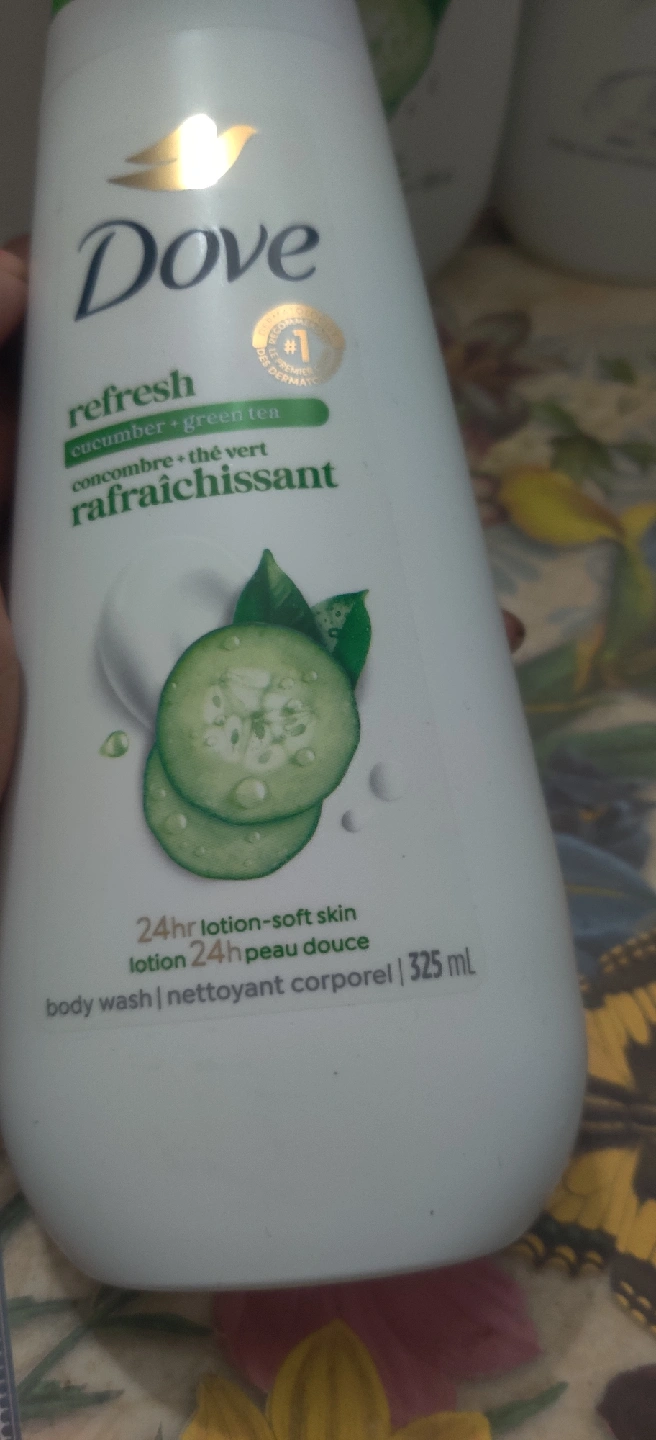 Dove
#1
refresh
cucumber + green tea
concombre + thé vert
rafraîchissant
24hr lotion-soft skin
lotion 24h peau douce
body wash | nettoyant corporel | 325 mL